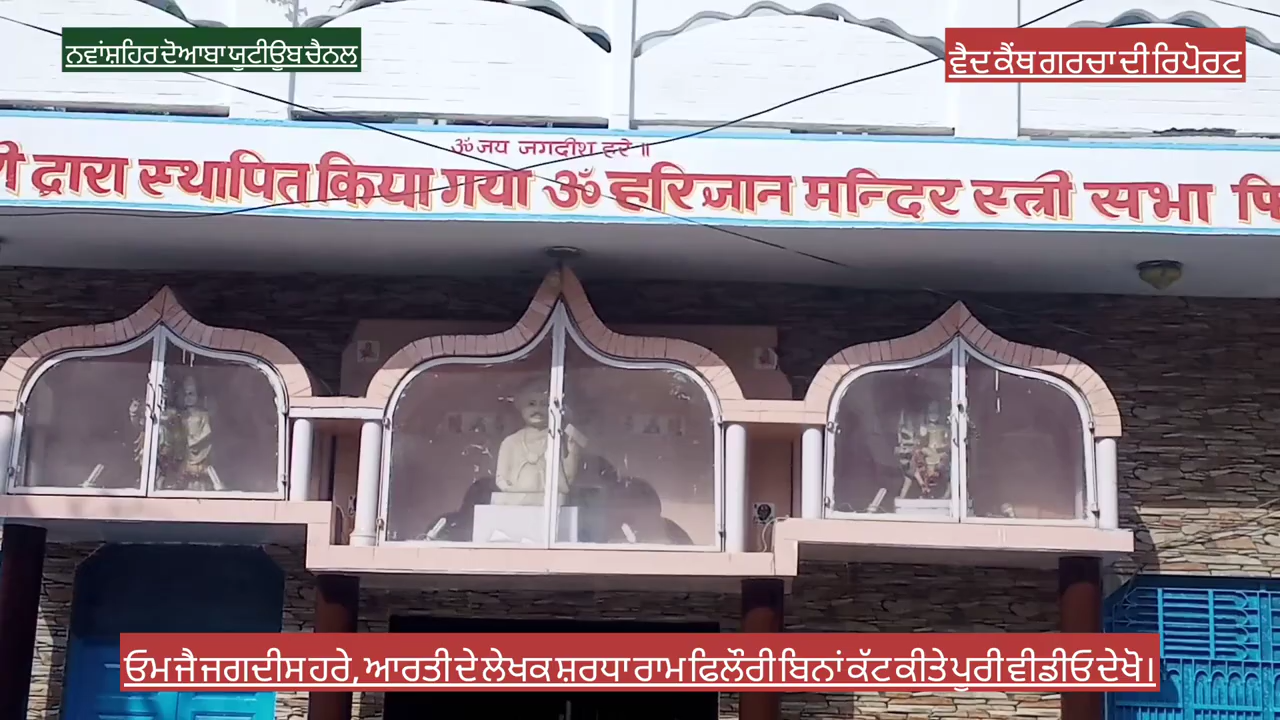 ਨਵਾਂਸ਼ਹਿਰ ਦੋਆਬਾ ਯੂਟੀਊਬ ਚੈਨਲ
ਵੈਦ ਕੈਂਥ ਗਰਚਾ ਦੀ ਰਿਪੋਰਟ
ॐ जय जगदीश हरे ॥
द्वारा स्थापित किया गया ॐ हरि ज्ञान मन्दिर स्त्री सभा
ਓਮ ਜੈ ਜਗਦੀਸ ਹਰੇ, ਆਰਤੀ ਦੇ ਲੇਖਕ ਸ਼ਰਧਾ ਰਾਮ ਫਿਲੌਰੀ ਬਿਨਾਂ ਕੱਟ ਕੀਤੇ ਪੁਰੀ ਵੀਡੀਓ ਦੇਖੋ।